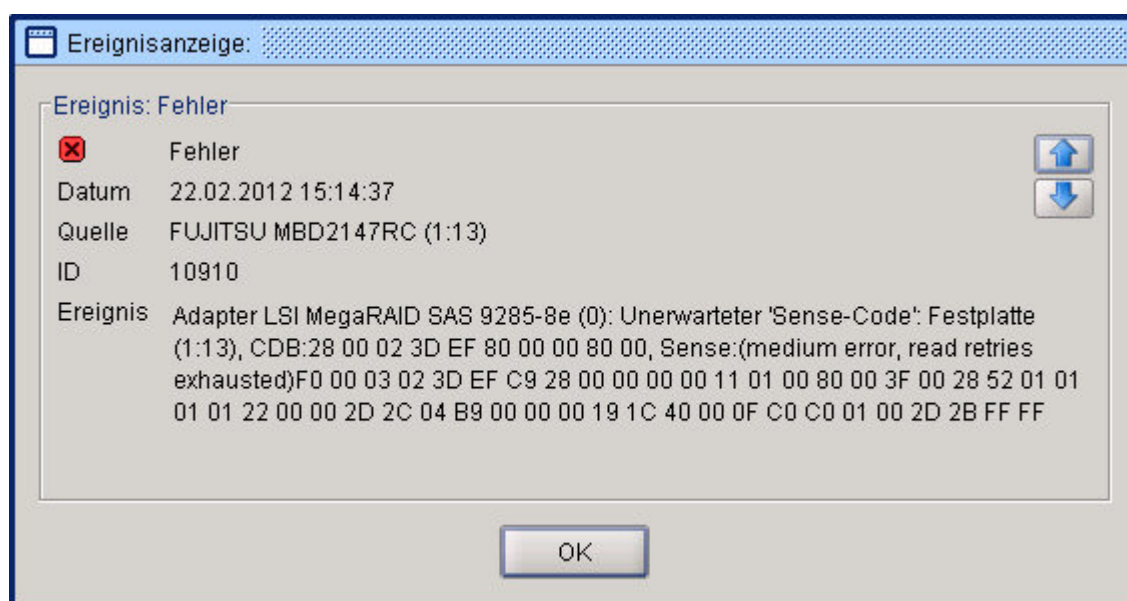 Ereignisanzeige:
Ereignis: Fehler
Fehler
Datum 22.02.2012 15:14:37
Quelle FUJITSU MBD2147RC (1:13)
ID 10910
Ereignis Adapter LSI MegaRAID SAS 9285-8e (0): Unerwarteter 'Sense-Code': Festplatte
(1:13), CDB:28 00 02 3D EF 80 00 00 80 00, Sense:(medium error, read retries
exhausted)F0 00 03 02 3D EF C9 28 00 00 00 00 11 01 00 80 00 3F 00 28 52 01 01
01 01 22 00 00 2D 2C 04 B9 00 00 00 19 1C 40 00 0F C0 C0 01 00 2D 2B FF FF
OK